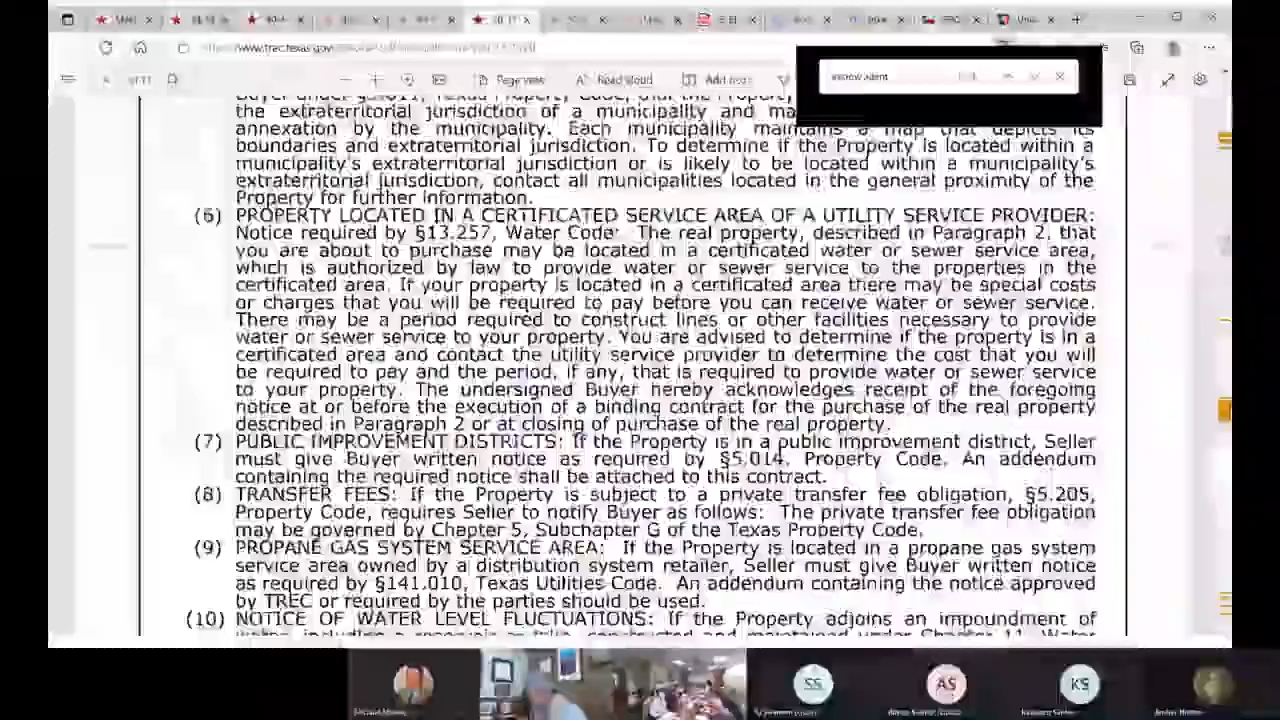 www.trec.texas.gov
of 11
Page view
Read aloud
Add text
escrow agent
the extraterritorial jurisdiction of a municipality and
annexation by the municipality. Each municipality maintains a map that depicts its
boundaries and extraterritorial jurisdiction. To determine if the Property is located within a
municipality's extraterritorial jurisdiction or is likely to be located within a municipality's
extraterritorial jurisdiction, contact all municipalities located in the general proximity of the
Property for further information.
(6) PROPERTY LOCATED IN A CERTIFICATED SERVICE AREA OF A UTILITY SERVICE PROVIDER:
Notice required by §13.257, Water Code: The real property, described in Paragraph 2, that
you are about to purchase may be located in a certificated water or sewer service area,
which is authorized by law to provide water or sewer service to the properties in the
certificated area. If your property is located in a certificated area there may be special costs
or charges that you will be required to pay before you can receive water or sewer service.
There may be a period required to construct lines or other facilities necessary to provide
water or sewer service to your property. You are advised to determine if the property is in a
certificated area and contact the utility service provider to determine the cost that you will
be required to pay and the period, if any, that is required to provide water or sewer service
to your property. The undersigned Buyer hereby acknowledges receipt of the foregoing
notice at or before the execution of a binding contract for the purchase of the real property
described in Paragraph 2 or at closing of purchase of the real property.
(7) PUBLIC IMPROVEMENT DISTRICTS: If the Property is in a public improvement district, Seller
must give Buyer written notice as required by §5.014, Property Code. An addendum
containing the required notice shall be attached to this contract.
(8) TRANSFER FEES: If the Property is subject to a private transfer fee obligation, §5.205,
Property Code, requires Seller to notify Buyer as follows: The private transfer fee obligation
may be governed by Chapter 5, Subchapter G of the Texas Property Code.
(9) PROPANE GAS SYSTEM SERVICE AREA: If the Property is located in a propane gas system
service area owned by a distribution system retailer, Seller must give Buyer written notice
as required by §141.010, Texas Utilities Code. An addendum containing the notice approved
by TREC or required by the parties should be used.
(10) NOTICE OF WATER LEVEL FLUCTUATIONS: If the Property adjoins an impoundment of
SS
AS
KS